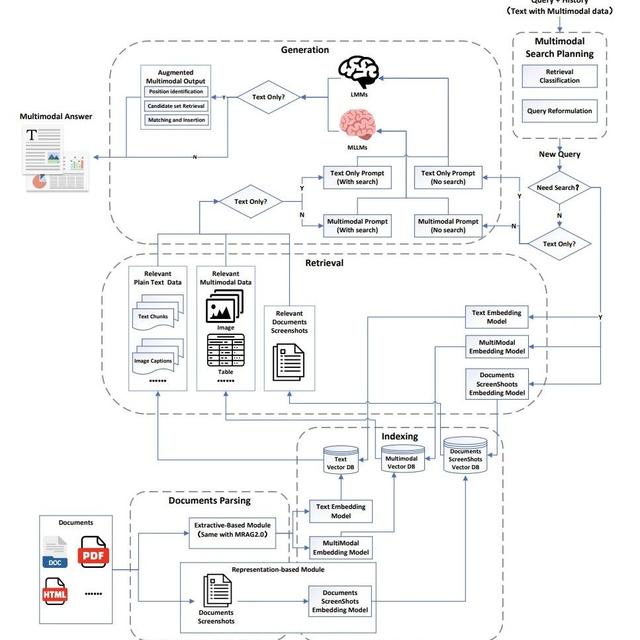 Query + History
(Text with Multimodal data)
Multimodal
Search Planning
Retrieval
Classification
Query Reformulation
New Query
Need Search?
N
Text Only?
Y
N
Y
Generation
Augmented
Multimodal Output
Position identification
Candidate set Retrieval
Matching and Insertion
Y
Text Only?
N
LMMs
MLLMs
Multimodal Answer
T
Text Only?
Y
N
Text Only Prompt
(With search)
Text Only Prompt
(No search)
Multimodal Prompt
(With search)
Multimodal Prompt
(No search)
Retrieval
Relevant
Plain Text Data
Text Chunks
Image Captions
......
Relevant
Multimodal Data
Image
Table
......
Relevant
Documents
Screenshots
Text Embedding
Model
MultiModal
Embedding Model
Documents
ScreenShoots
Embedding Model
Indexing
Text
Vector DB
Multimodal
Vector DB
Documents
ScreenShots
Vector DB
Text Embedding
Model
MultiModal
Embedding Model
Documents Parsing
Extractive-Based Module
(Same with MRAG2.0)
Representation-based Module
Documents
Screenshots
Documents
ScreenShots
Embedding Model
Documents
DOC
PDF
HTML
......